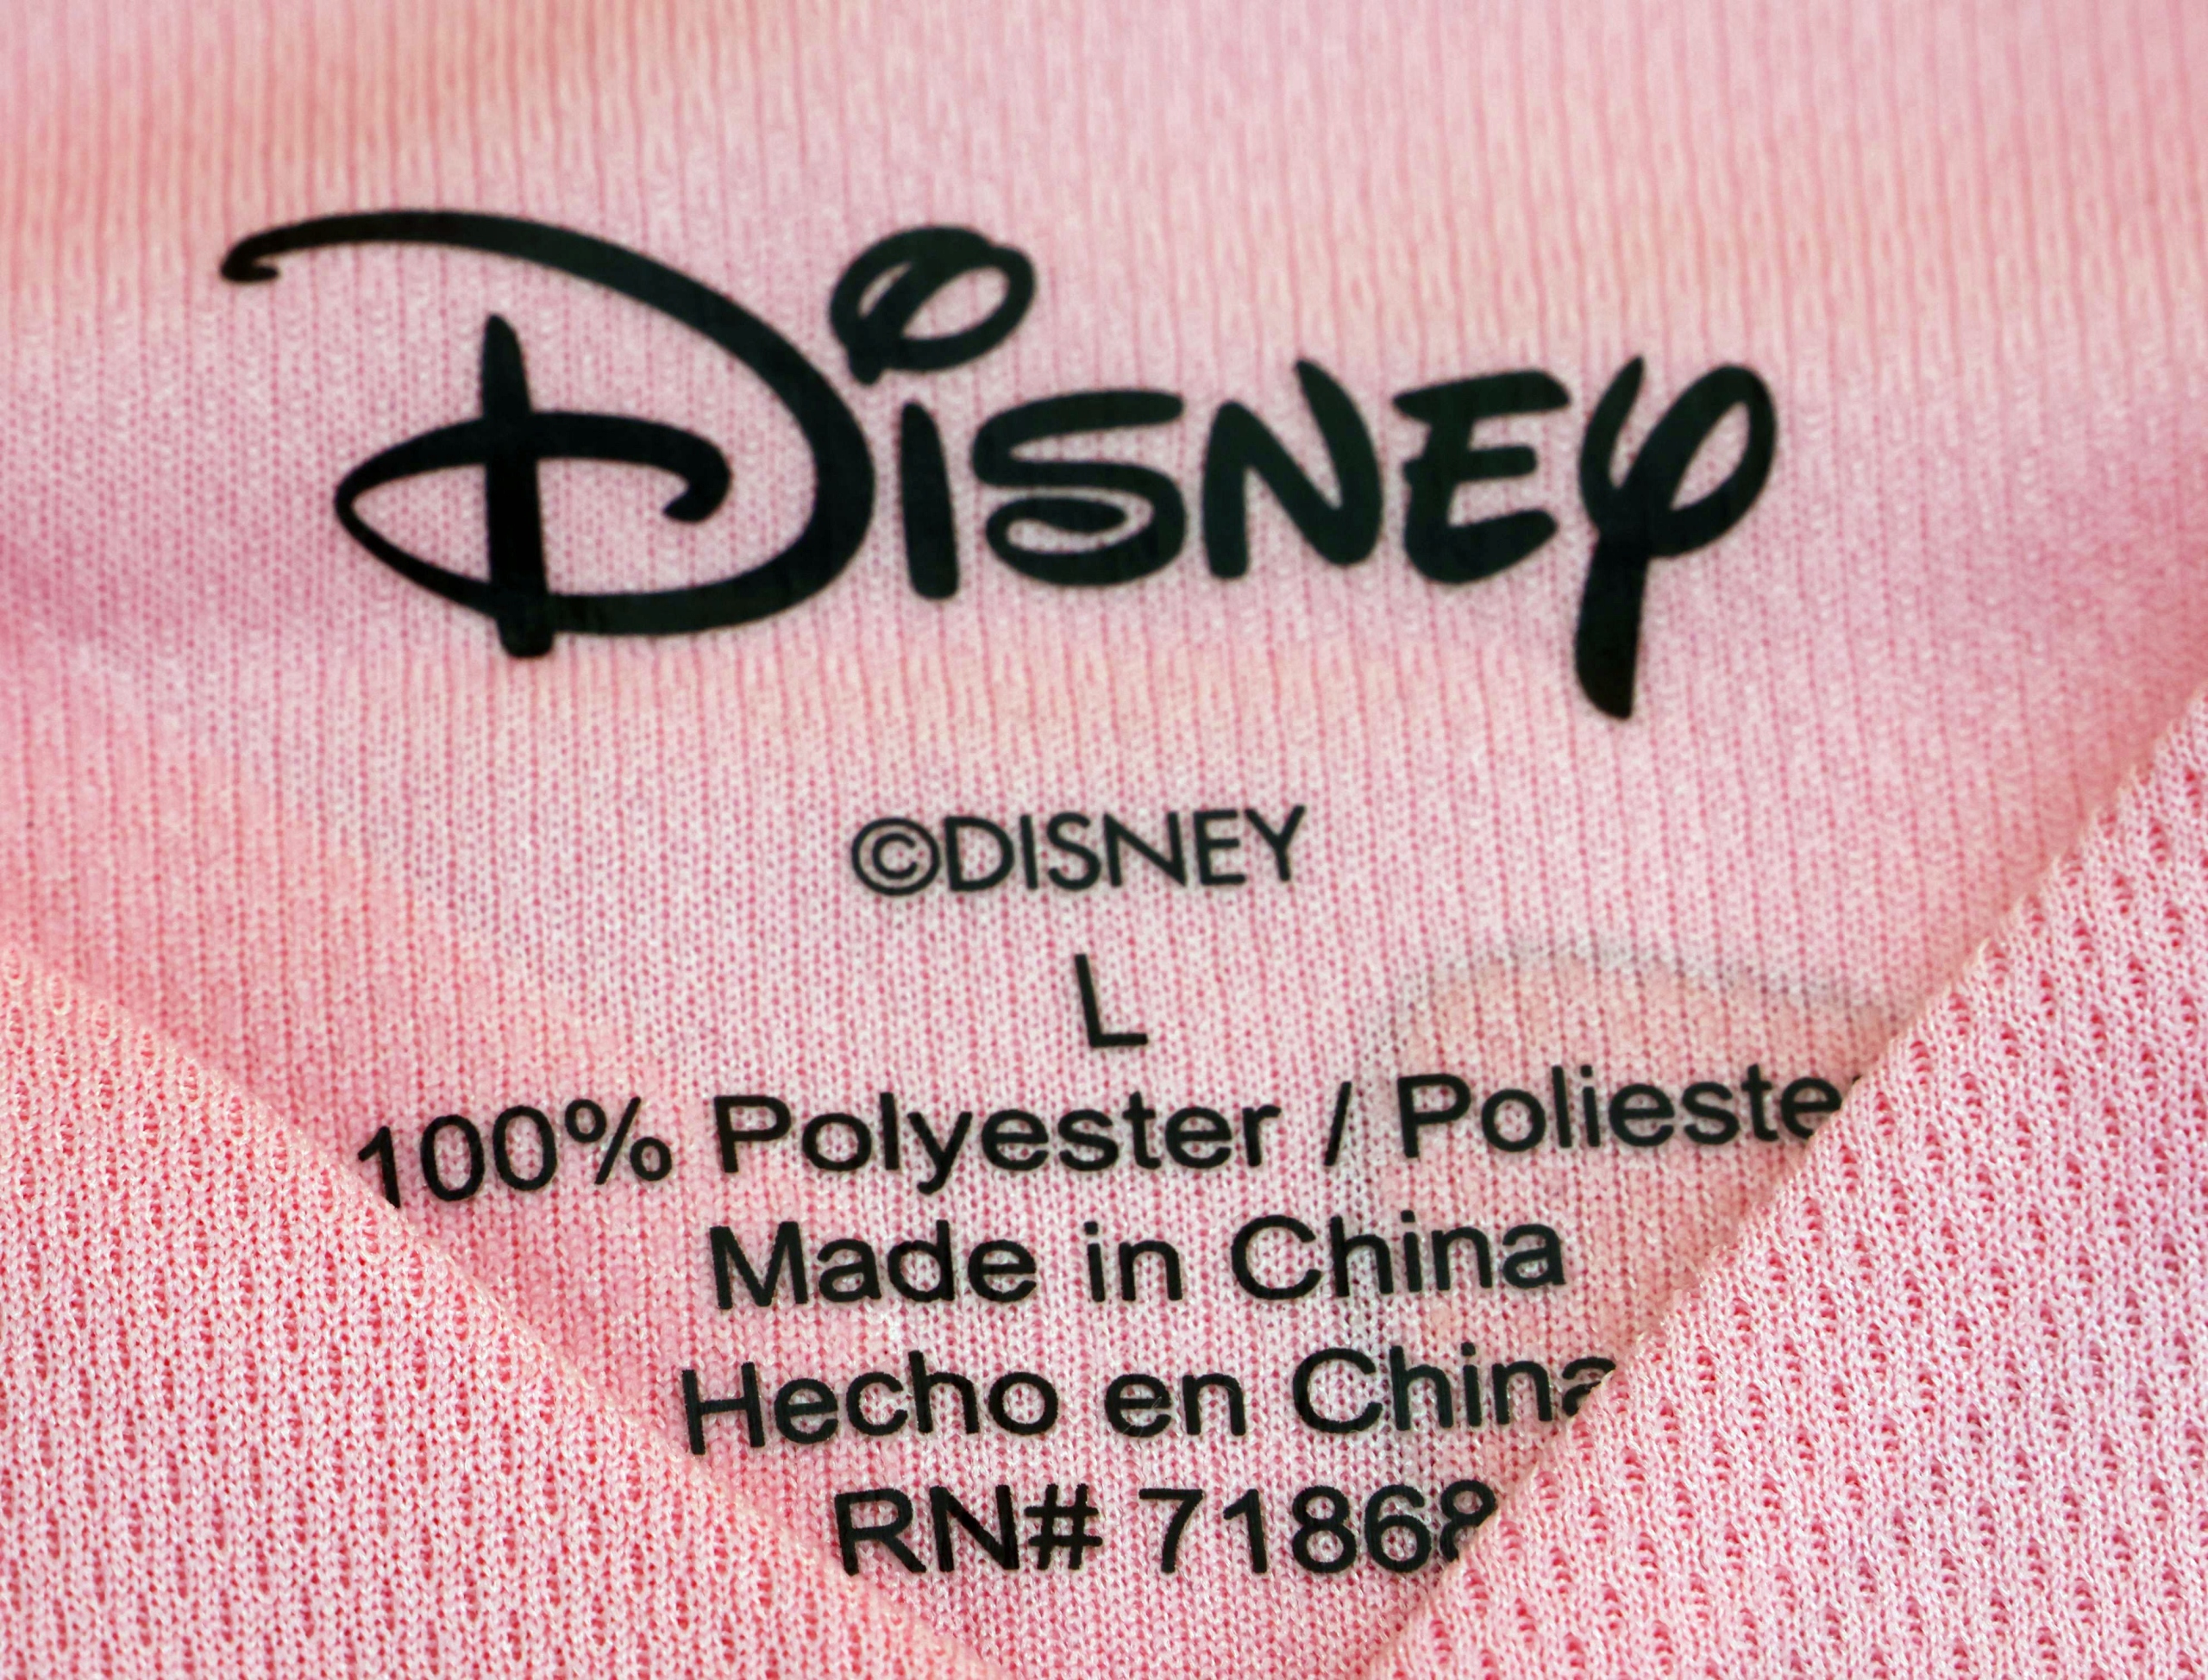 Disney
©DISNEY
L
100% Polyester / Polieste
Made in China
Hecho en China
RN# 71868